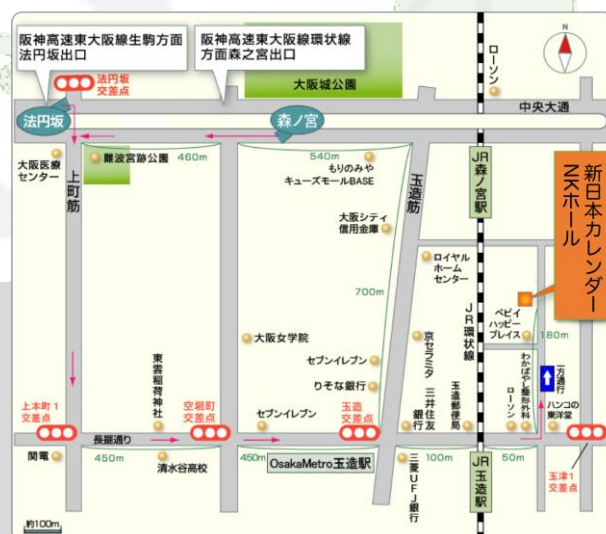 阪神高速東大阪線生駒方面
法円坂出口
阪神高速東大阪線環状線
方面森之宮出口
法円坂
交差点
大阪城公園
ローソン
N
中央大通
法円坂
森ノ宮
大阪医療
センター
難波宮跡公園
460m
540m
もりのみや
キューズモールBASE
上町筋
玉造筋
JR森ノ宮駅
新日本カレンダー
NKホール
大阪シティ
信用金庫
ロイヤル
ホーム
センター
700m
JR環状線
ベビイ
ハッピー
プレイス
180m
大阪女学院
京セラミタ
セブンイレブン
りそな銀行
東雲稲荷神社
わかばやし整形外科
一方通行
上本町1
交差点
空堀町
交差点
セブンイレブン
玉造
交差点
三井住友
銀行
玉造郵便局
ローソン
ハンコの
東洋堂
長堀通り
関電
450m
清水谷高校
450m
OsakaMetro玉造駅
三菱UFJ銀行
100m
JR玉造駅
50m
玉津1
交差点
約100m